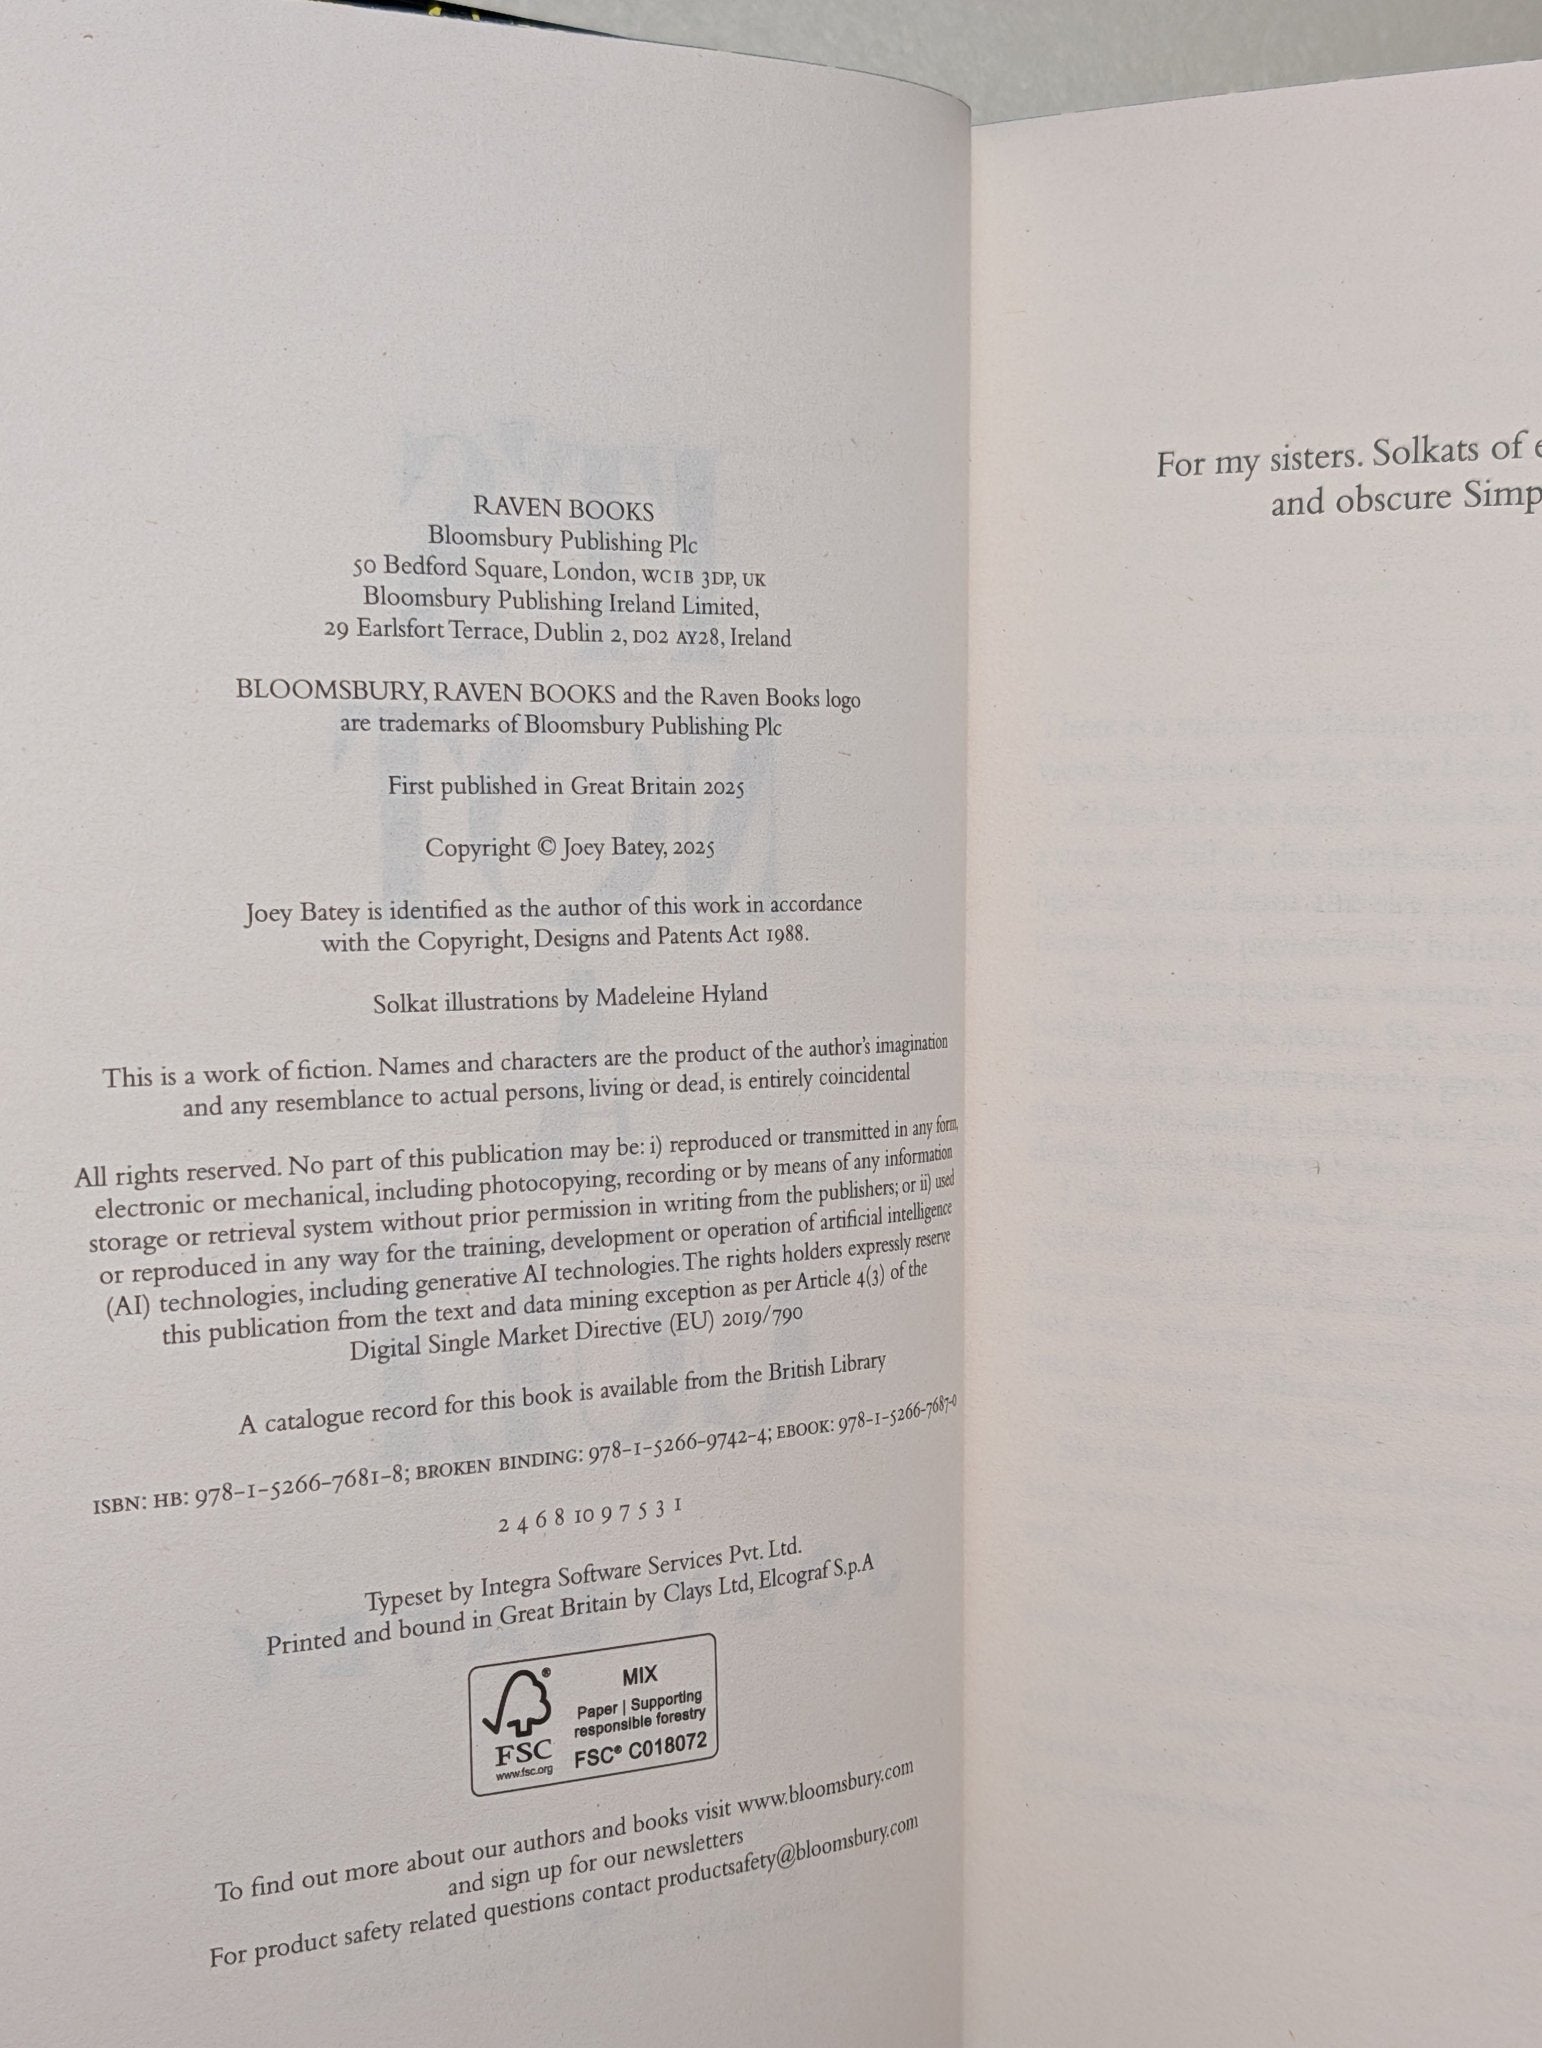 RAVEN BOOKS
Bloomsbury Publishing Plc
50 Bedford Square, London, WC1B 3DP, UK
Bloomsbury Publishing Ireland Limited,
29 Earlsfort Terrace, Dublin 2, D02 AY28, Ireland
BLOOMSBURY, RAVEN BOOKS and the Raven Books logo
are trademarks of Bloomsbury Publishing Plc
First published in Great Britain 2025
Copyright © Joey Batey, 2025
Joey Batey is identified as the author of this work in accordance
with the Copyright, Designs and Patents Act 1988.
Solkat illustrations by Madeleine Hyland
This is a work of fiction. Names and characters are the product of the author's imagination
and any resemblance to actual persons, living or dead, is entirely coincidental
All rights reserved. No part of this publication may be: i) reproduced or transmitted in any form,
electronic or mechanical, including photocopying, recording or by means of any information
storage or retrieval system without prior permission in writing from the publishers; or ii) used
or reproduced in any way for the training, development or operation of artificial intelligence
(AI) technologies, including generative AI technologies. The rights holders expressly reserve
this publication from the text and data mining exception as per Article 4(3) of the
Digital Single Market Directive (EU) 2019/790
A catalogue record for this book is available from the British Library
ISBN: HB: 978-1-5266-7681-8; BROKEN BINDING: 978-1-5266-9742-4; EBOOK: 978-1-5266-7687-0
2 4 6 8 10 9 7 5 3 1
Typeset by Integra Software Services Pvt. Ltd.
Printed and bound in Great Britain by Clays Ltd, Elcograf S.p.A
MIX
Paper | Supporting
responsible forestry
FSC® C018072
®
FSC
www.fsc.org
To find out more about our authors and books visit www.bloomsbury.com
and sign up for our newsletters
For product safety related questions contact productsafety@bloomsbury.com
For my sisters. Solkats of
and obscure